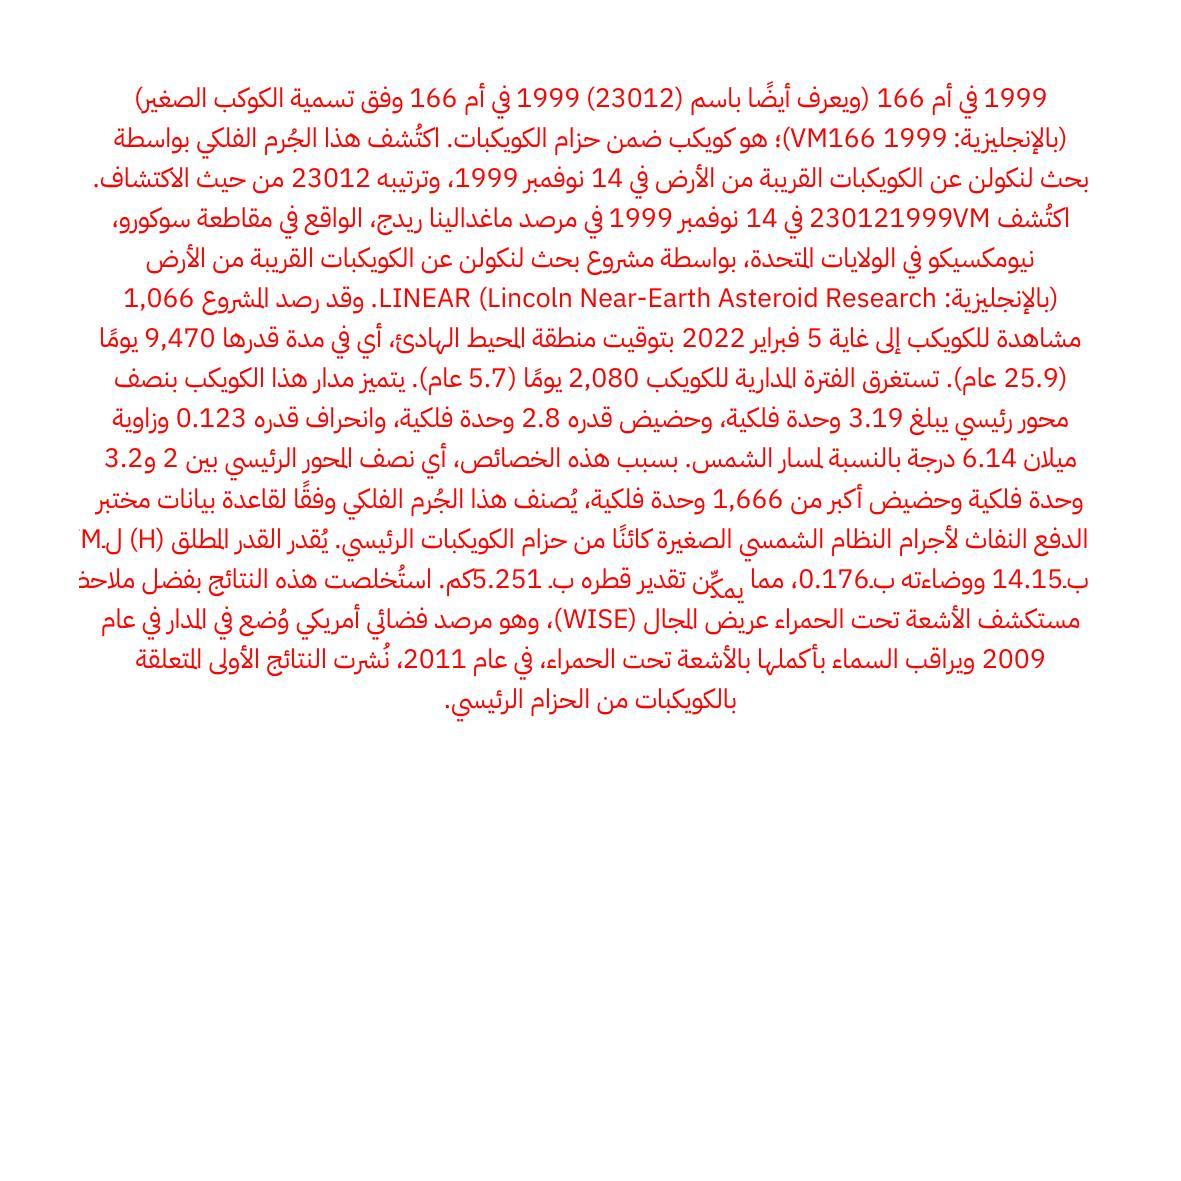 1999 في أم 166 (ويعرف أيضًا باسم (23012) 1999 في أم 166 وفق تسمية الكوكب الصغير)
(بالإنجليزية: 1999 VM166)؛ هو كويكب ضمن حزام الكويكبات. اكتُشف هذا الجُرم الفلكي بواسطة
بحث لنكولن عن الكويكبات القريبة من الأرض في 14 نوفمبر 1999، وترتيبه 23012 من حيث الاكتشاف.
اكتُشف 230121999VM في 14 نوفمبر 1999 في مرصد ماغدالينا ريدج، الواقع في مقاطعة سوكورو،
نيومكسيكو في الولايات المتحدة، بواسطة مشروع بحث لنكولن عن الكويكبات القريبة من الأرض
(بالإنجليزية: LINEAR (Lincoln Near-Earth Asteroid Research. وقد رصد المشروع 1,066
مشاهدة للكويكب إلى غاية 5 فبراير 2022 بتوقيت منطقة المحيط الهادئ، أي في مدة قدرها 9,470 يومًا
(25.9 عام). تستغرق الفترة المدارية للكويكب 2,080 يومًا (5.7 عام). يتميز مدار هذا الكويكب بنصف
محور رئيسي يبلغ 3.19 وحدة فلكية، وحضيض قدره 2.8 وحدة فلكية، وانحراف قدره 0.123 وزاوية
ميلان 6.14 درجة بالنسبة لمسار الشمس. بسبب هذه الخصائص، أي نصف المحور الرئيسي بين 2 و3.2
وحدة فلكية وحضيض أكبر من 1,666 وحدة فلكية، يُصنف هذا الجُرم الفلكي وفقًا لقاعدة بيانات مختبر
الدفع النفاث لأجرام النظام الشمسي الصغيرة كائنًا من حزام الكويكبات الرئيسي. يُقدر القدر المطلق (H)
بـ14.15 ووضاءته بـ0.176، مما يمكِّن تقدير قطره بـ 5.251كم. استُخلصت هذه النتائج بفضل
مستكشف الأشعة تحت الحمراء عريض المجال (WISE)، وهو مرصد فضائي أمريكي وُضع في المدار في عام
2009 ويراقب السماء بأكملها بالأشعة تحت الحمراء، في عام 2011، نُشرت النتائج الأولى المتعلقة
بالكويكبات من الحزام الرئيسي.